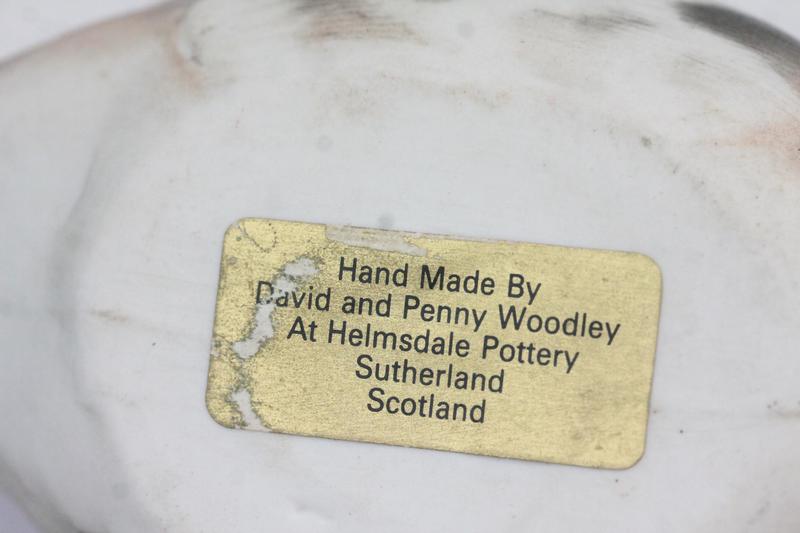 Hand Made By
David and Penny Woodley
At Helmsdale Pottery
Sutherland
Scotland